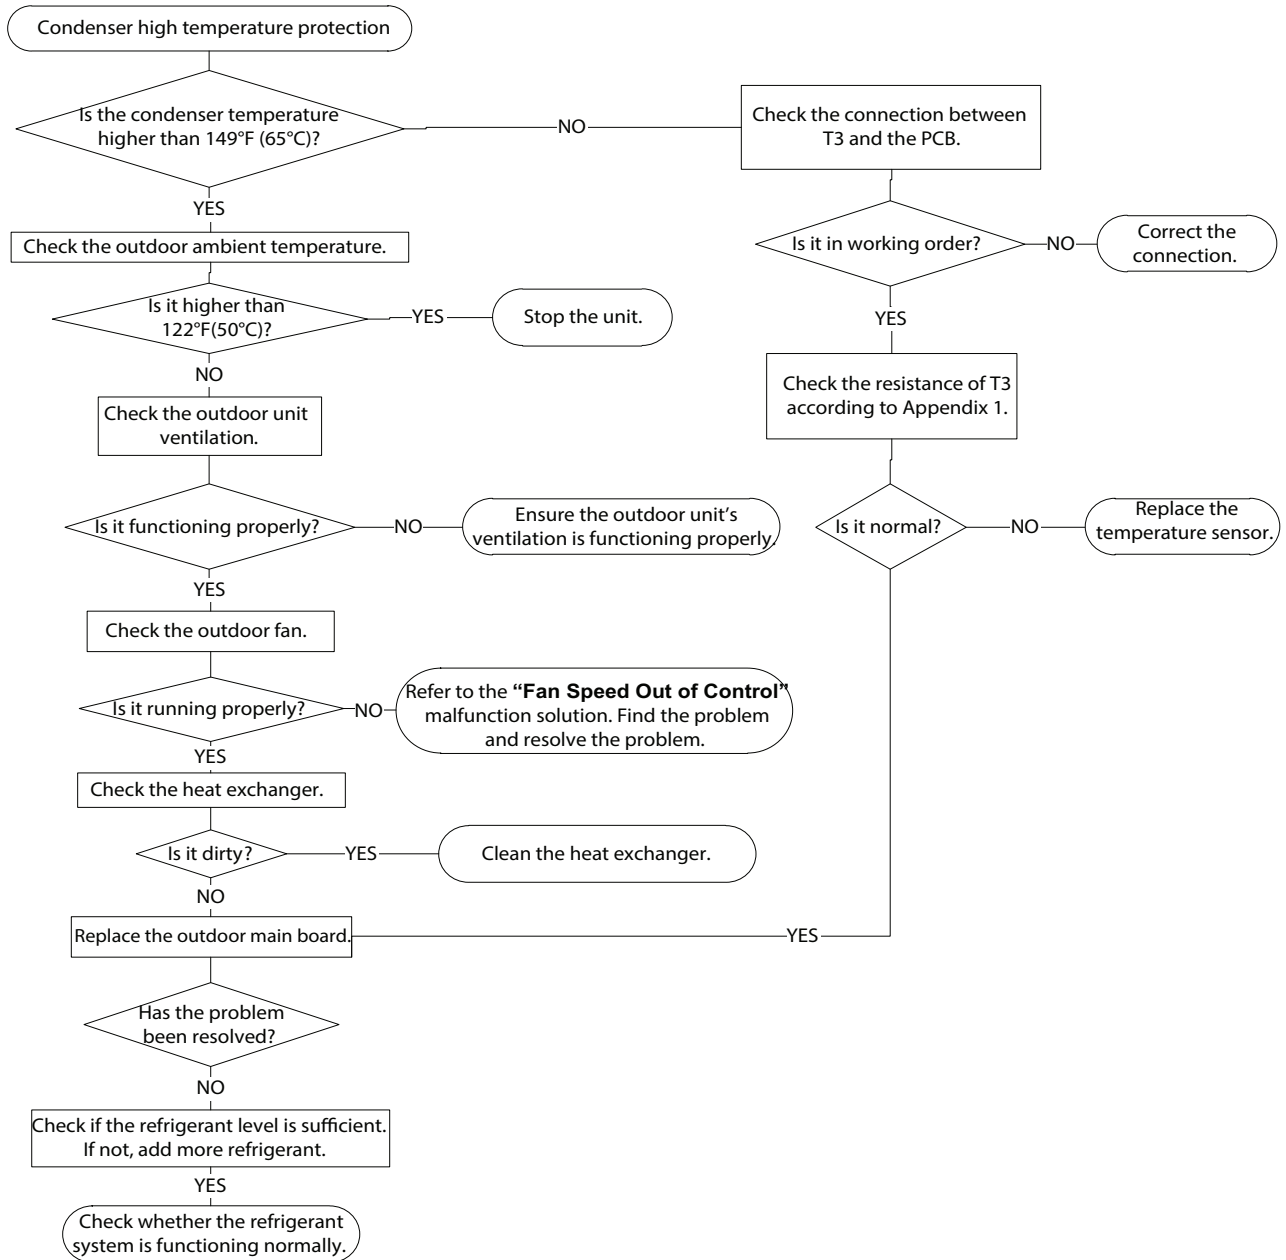 Condenser high temperature protection
Is the condenser temperature
higher than 149°F (65°C)?
NO
Check the connection between
T3 and the PCB.
YES
Is it in working order?
NO
Correct the
connection.
Check the outdoor ambient temperature.
Is it higher than
122°F(50°C)?
YES
Stop the unit.
YES
NO
Check the resistance of T3
according to Appendix 1.
Check the outdoor unit
ventilation.
Is it functioning properly?
NO
Ensure the outdoor unit's
ventilation is functioning properly.
Is it normal?
NO
Replace the
temperature sensor.
YES
Check the outdoor fan.
Is it running properly?
NO
Refer to the “Fan Speed Out of Control”
malfunction solution. Find the problem
and resolve the problem.
YES
Check the heat exchanger.
Is it dirty?
YES
Clean the heat exchanger.
NO
Replace the outdoor main board.
YES
Has the problem
been resolved?
NO
Check if the refrigerant level is sufficient.
If not, add more refrigerant.
YES
Check whether the refrigerant
system is functioning normally.